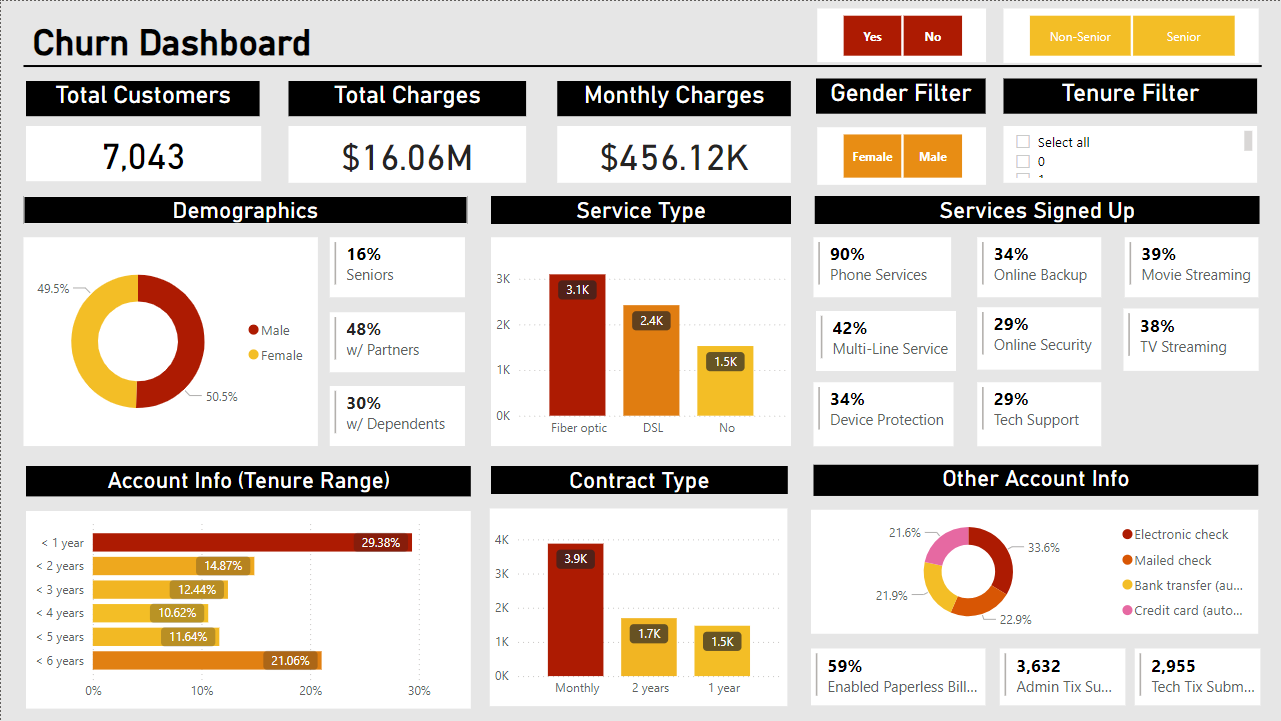 Churn Dashboard
Yes
No
Non-Senior
Senior
Total Customers
Total Charges
Monthly Charges
Gender Filter
Tenure Filter
7,043
$16.06M
$456.12K
Female
Male
Select all
0
Demographics
49.5%
50.5%
Male
Female
16%
Seniors
48%
w/ Partners
30%
w/ Dependents
Service Type
3K
2K
1K
0K
3.1K
2.4K
1.5K
Fiber optic
DSL
No
Services Signed Up
90%
Phone Services
34%
Online Backup
39%
Movie Streaming
42%
Multi-Line Service
29%
Online Security
38%
TV Streaming
34%
Device Protection
29%
Tech Support
Account Info (Tenure Range)
< 1 year
29.38%
< 2 years
14.87%
< 3 years
12.44%
< 4 years
10.62%
< 5 years
11.64%
< 6 years
21.06%
0%
10%
20%
30%
Contract Type
4K
3K
2K
1K
0K
3.9K
1.7K
1.5K
Monthly
2 years
1 year
Other Account Info
21.6%
33.6%
21.9%
22.9%
Electronic check
Mailed check
Bank transfer (au...
Credit card (auto...
59%
Enabled Paperless Bill...
3,632
Admin Tix Su...
2,955
Tech Tix Subm...